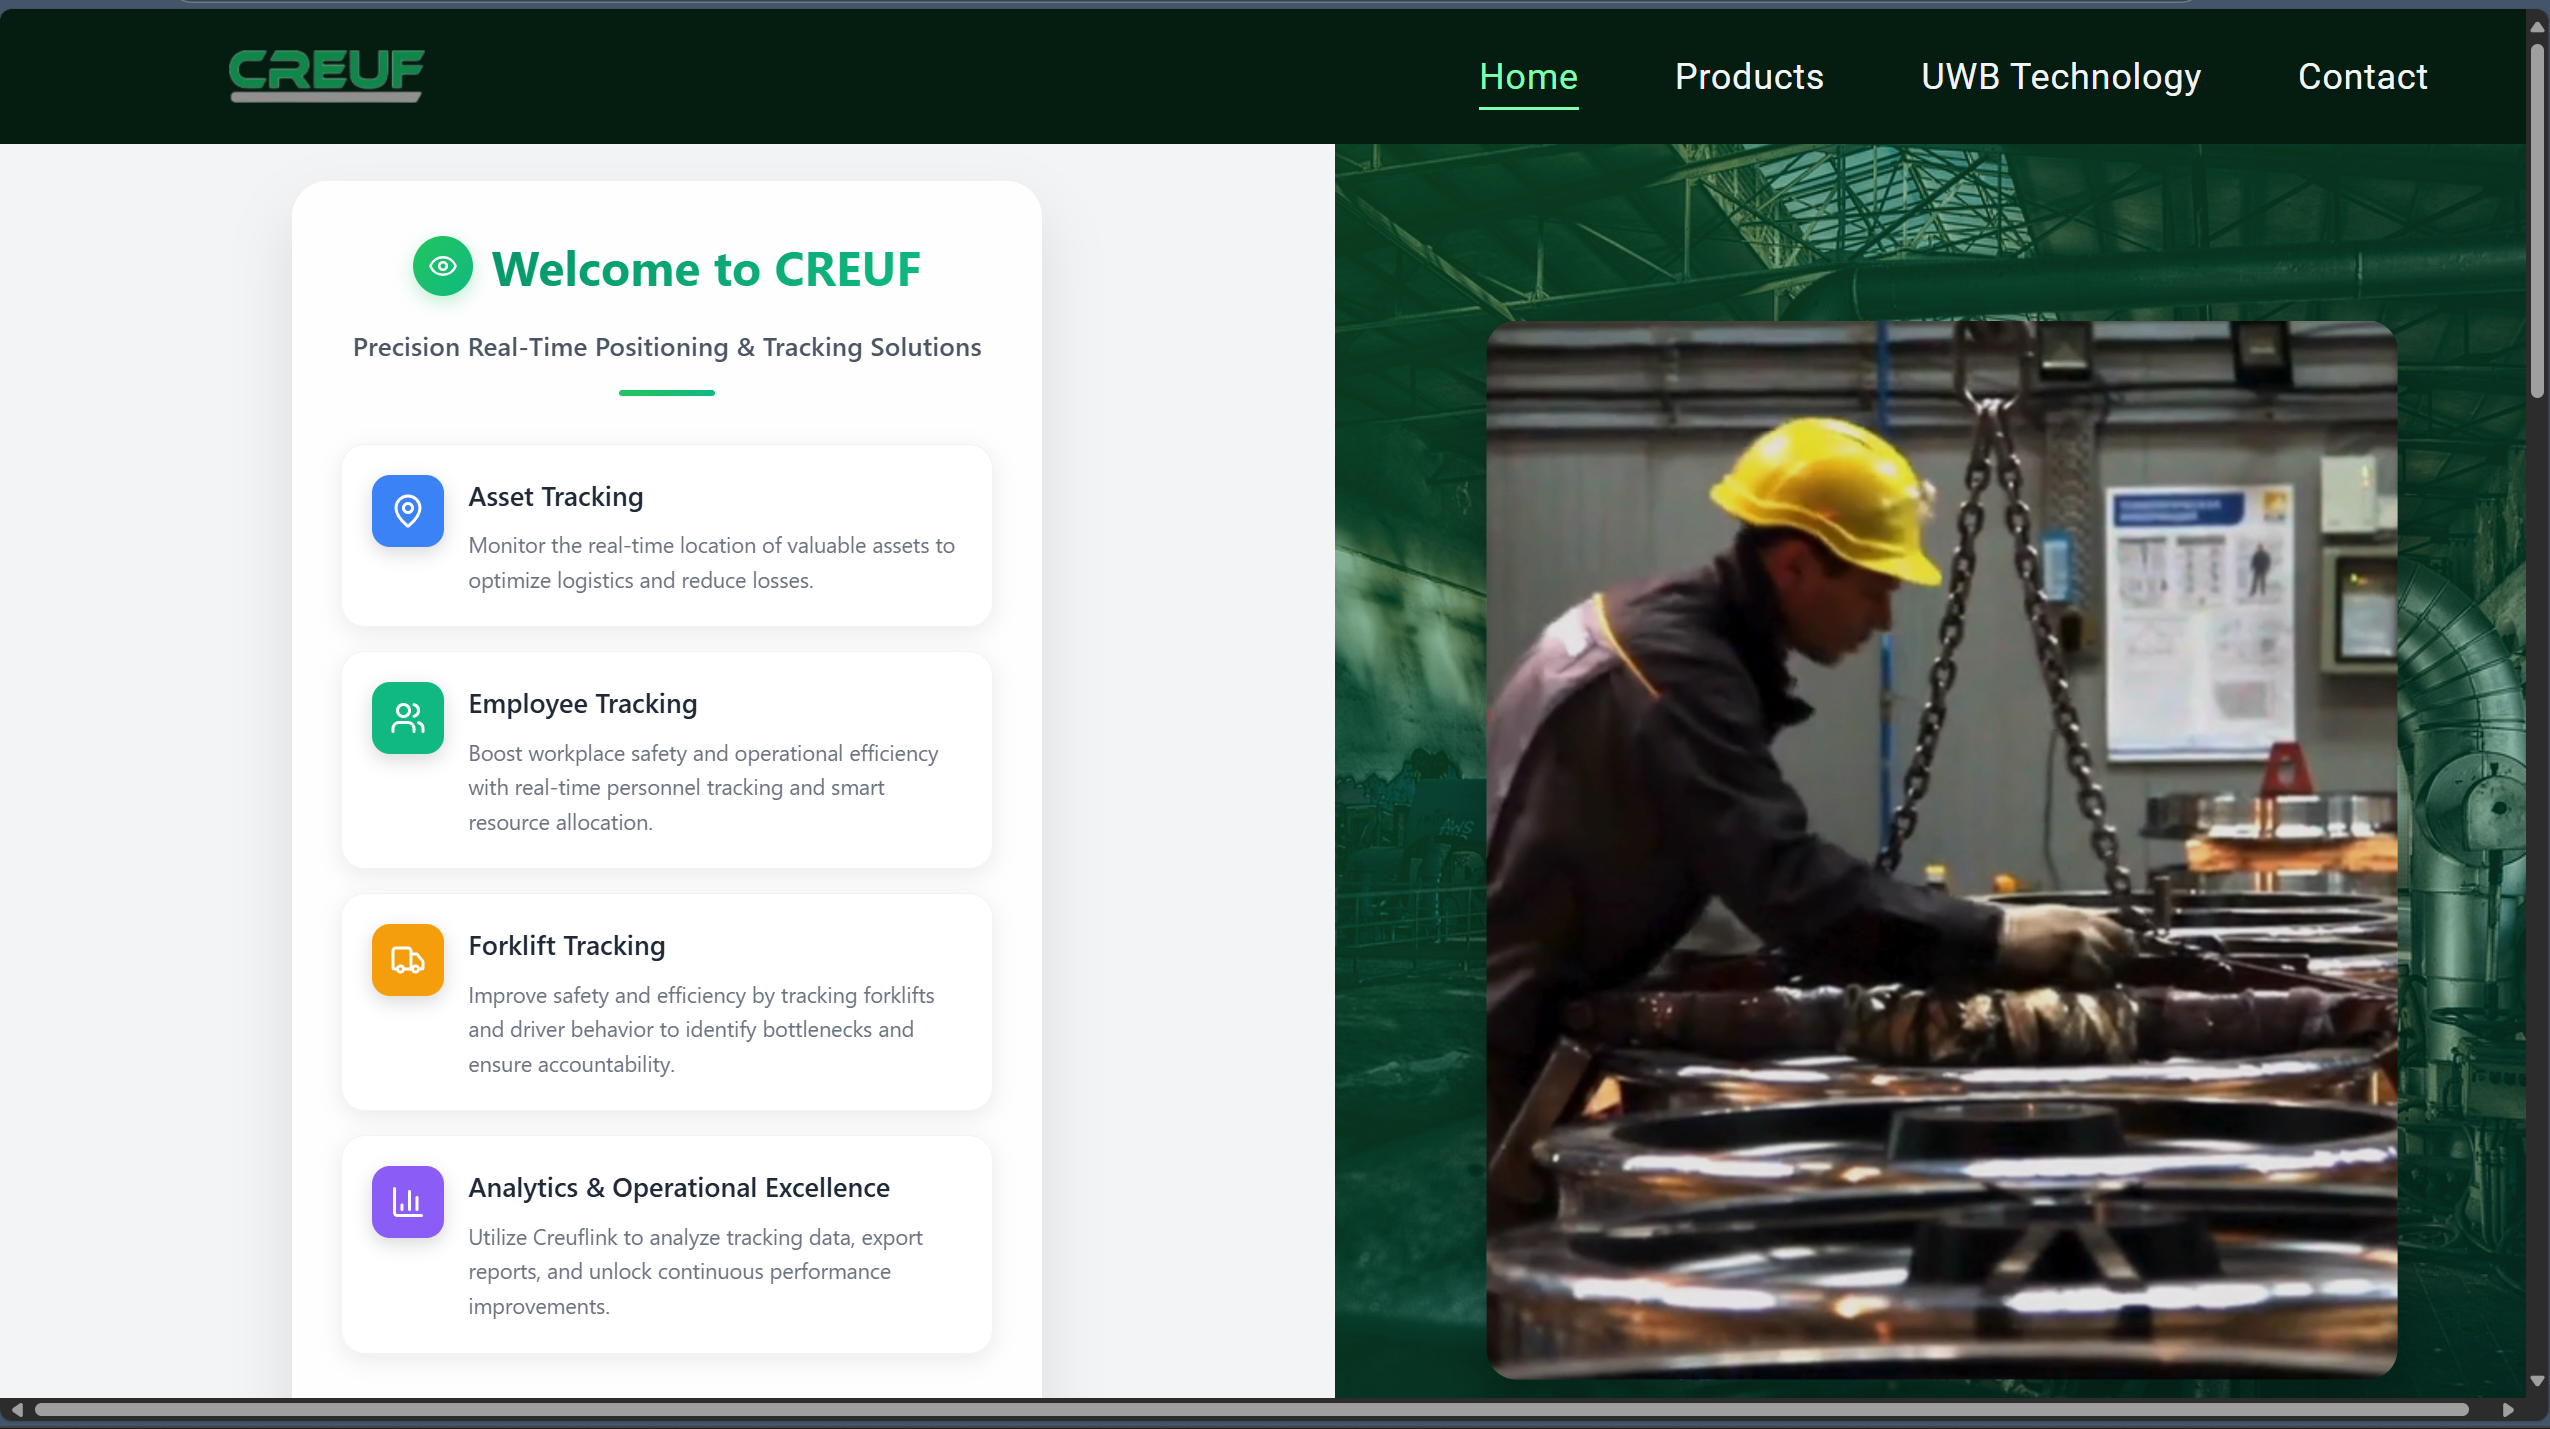 CREUF
Home
Products
UWB Technology
Contact
Welcome to CREUF
Precision Real-Time Positioning & Tracking Solutions
Asset Tracking
Monitor the real-time location of valuable assets to
optimize logistics and reduce losses.
Employee Tracking
Boost workplace safety and operational efficiency
with real-time personnel tracking and smart
resource allocation.
Forklift Tracking
Improve safety and efficiency by tracking forklifts
and driver behavior to identify bottlenecks and
ensure accountability.
Analytics & Operational Excellence
Utilize Creuflink to analyze tracking data, export
reports, and unlock continuous performance
improvements.